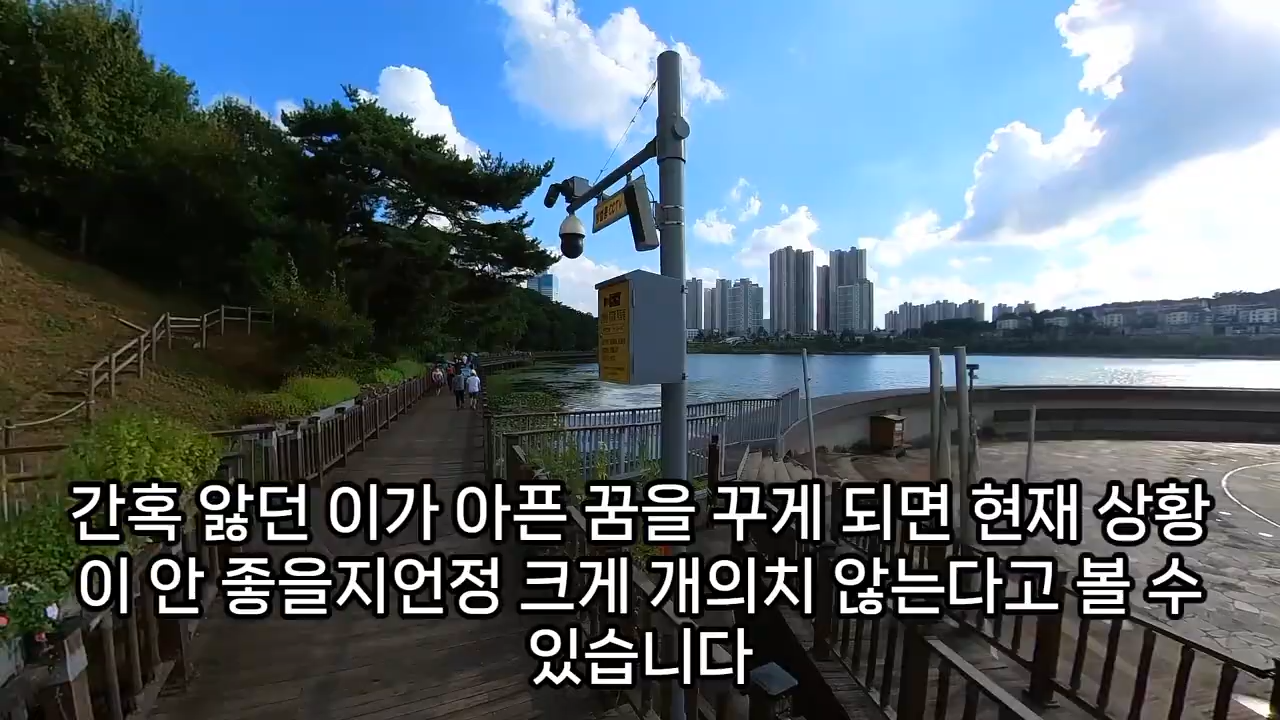 CCTV
간혹 앓던 이가 아픈 꿈을 꾸게 되면 현재 상황
이 안 좋을지언정 크게 개의치 않는다고 볼 수
있습니다